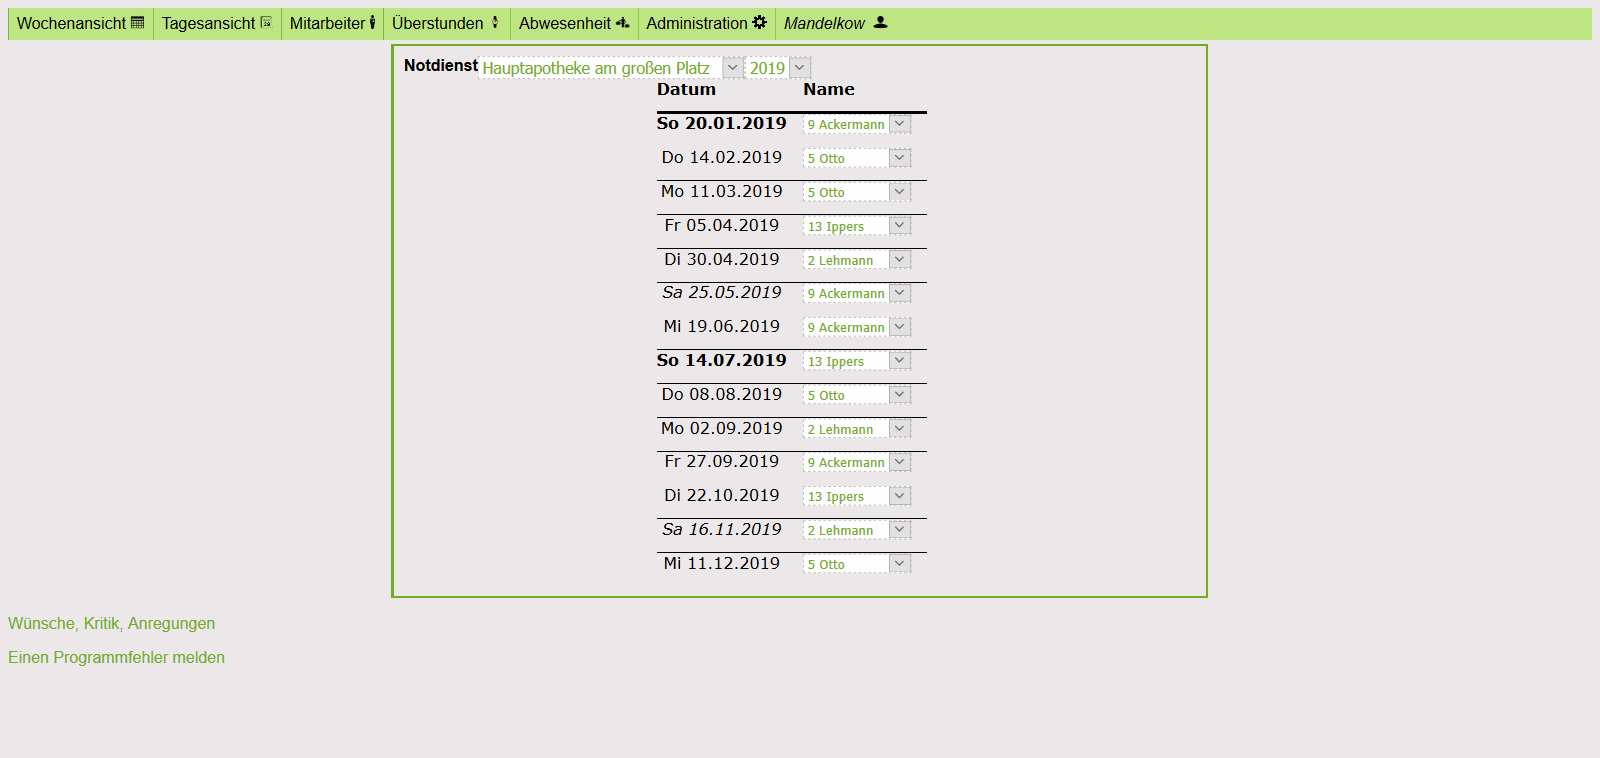 Wochenansicht Tagesansicht Mitarbeiter Überstunden Abwesenheit Administration Mandelkow
Notdienst Hauptapotheke am großen Platz 2019
Datum Name
So 20.01.2019 9 Ackermann
Do 14.02.2019 5 Otto
Mo 11.03.2019 5 Otto
Fr 05.04.2019 13 Ippers
Di 30.04.2019 2 Lehmann
Sa 25.05.2019 9 Ackermann
Mi 19.06.2019 9 Ackermann
So 14.07.2019 13 Ippers
Do 08.08.2019 5 Otto
Mo 02.09.2019 2 Lehmann
Fr 27.09.2019 9 Ackermann
Di 22.10.2019 13 Ippers
Sa 16.11.2019 2 Lehmann
Mi 11.12.2019 5 Otto
Wünsche, Kritik, Anregungen
Einen Programmfehler melden